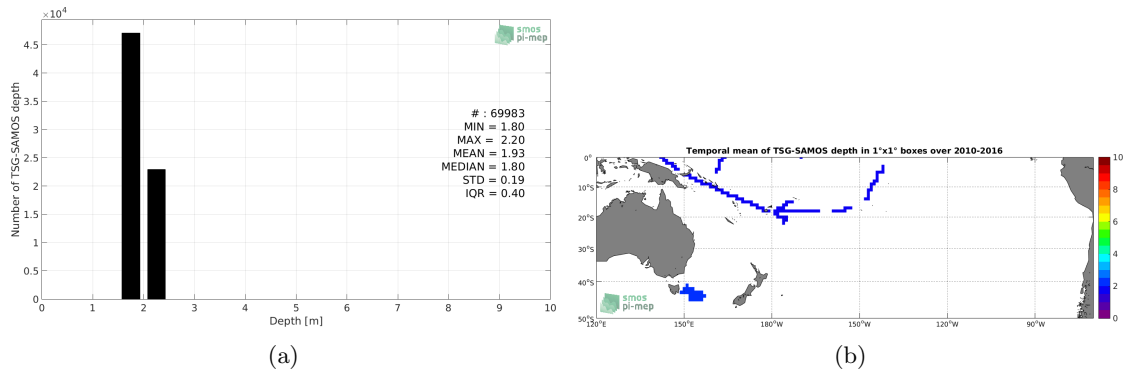 ×10⁴
4.5
4
3.5
3
2.5
2
1.5
1
0.5
0
Number of TSG-SAMOS depth
smos
pi-mep
# : 69983
MIN = 1.80
MAX = 2.20
MEAN = 1.93
MEDIAN = 1.80
STD = 0.19
IQR = 0.40
0 1 2 3 4 5 6 7 8 9 10
Depth [m]
(a)
Temporal mean of TSG-SAMOS depth in 1°x1° boxes over 2010-2016
0°
10°S
20°S
30°S
40°S
50°S
smos
pi-mep
120°E 150°E 180°W 150°W 120°W 90°W
10
8
6
4
2
0
(b)